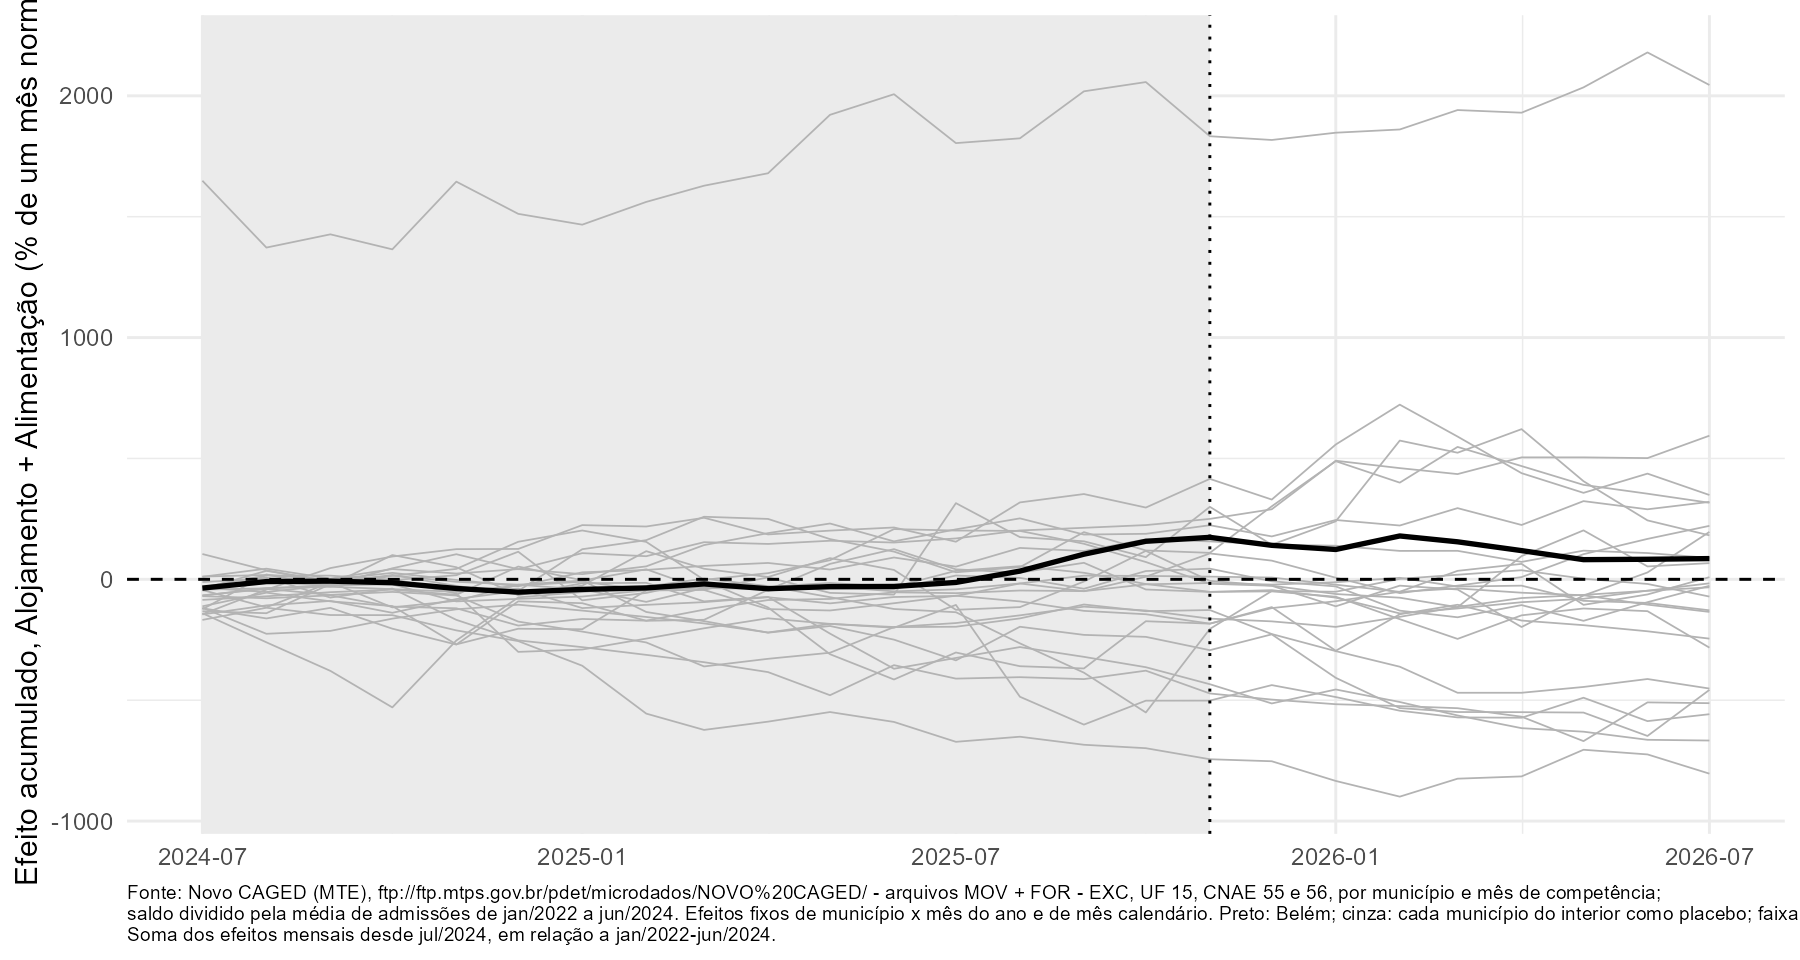 Efeito acumulado, Alojamento + Alimentação (% de um mês
2000
1000
0
-1000
2024-07
2025-01
2025-07
2026-01
2026-07
Fonte: Novo CAGED (MTE), ftp://ftp.mtps.gov.br/pdet/microdados/NOVO%20CAGED/ - arquivos MOV + FOR - EXC, UF 15, CNAE 55 e 56, por município e mês de competência;
saldo dividido pela média de admissões de jan/2022 a jun/2024. Efeitos fixos de município x mês do ano e de mês calendário. Preto: Belém; cinza: cada município do interior como placebo; faixa
Soma dos efeitos mensais desde jul/2024, em relação a jan/2022-jun/2024.